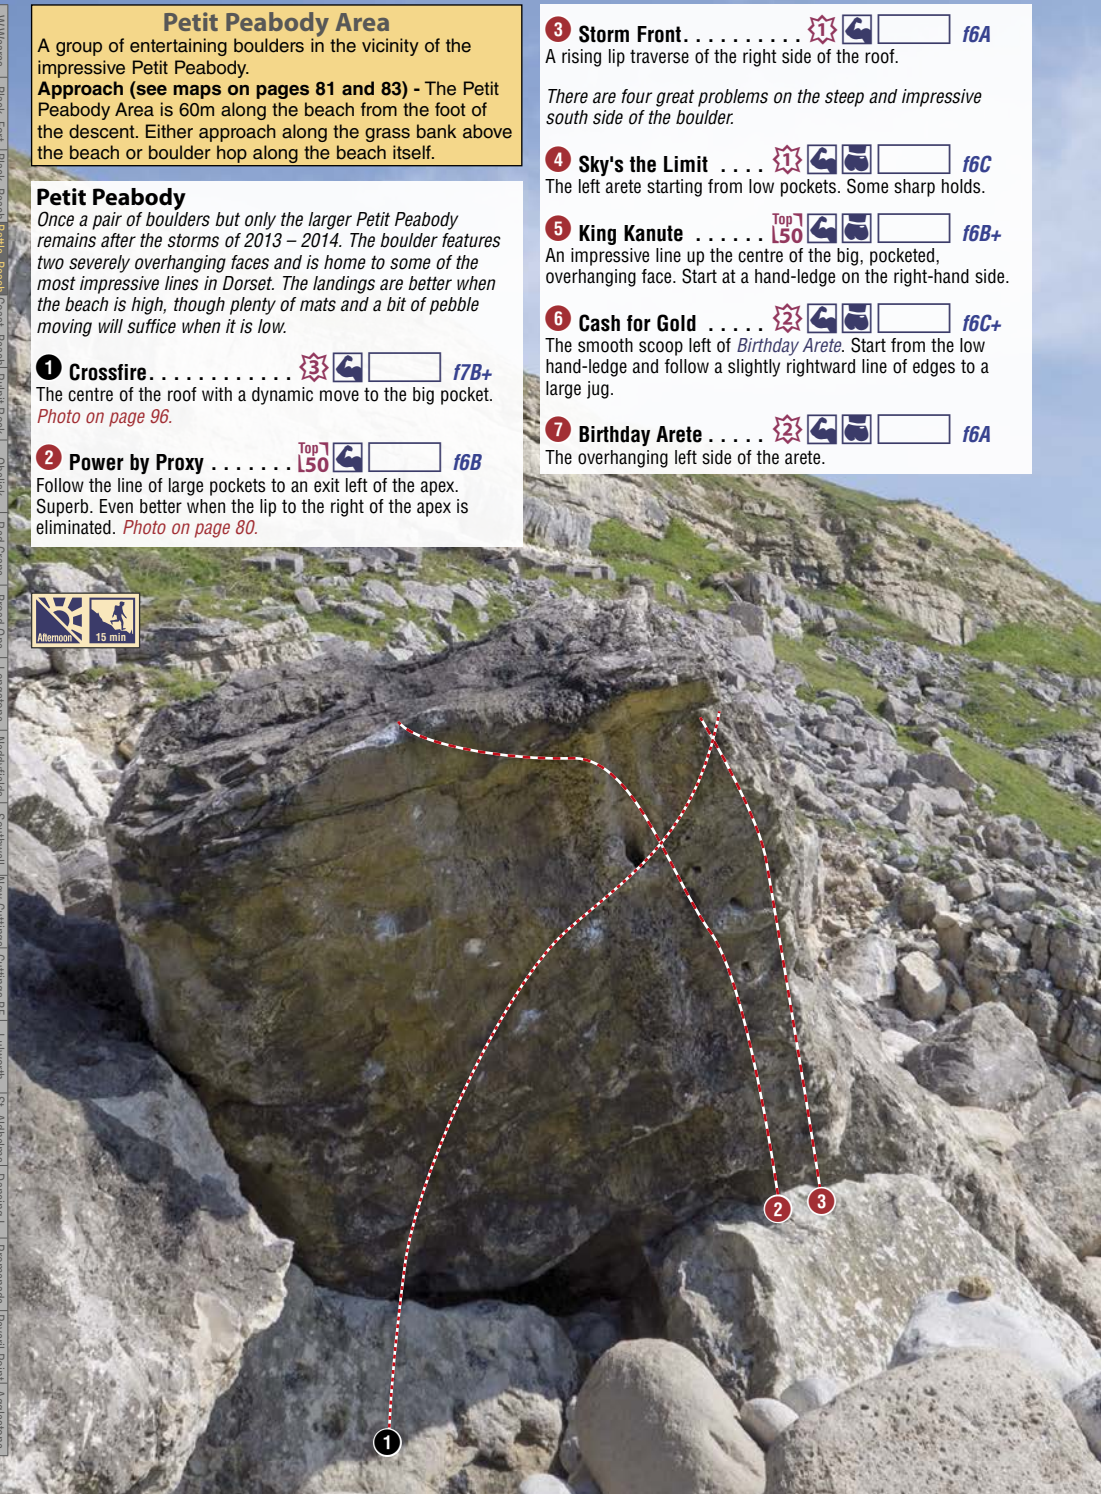 Petit Peabody Area
A group of entertaining boulders in the vicinity of the
impressive Petit Peabody.
Approach (see maps on pages 81 and 83) - The Petit
Peabody Area is 60m along the beach from the foot of
the descent. Either approach along the grass bank above
the beach or boulder hop along the beach itself.
Petit Peabody
Once a pair of boulders but only the larger Petit Peabody
remains after the storms of 2013 – 2014. The boulder features
two severely overhanging faces and is home to some of the
most impressive lines in Dorset. The landings are better when
the beach is high, though plenty of mats and a bit of pebble
moving will suffice when it is low.
1 Crossfire. . . . . . . . . . . . 3 f7B+
The centre of the roof with a dynamic move to the big pocket.
Photo on page 96.
2 Power by Proxy . . . . . . . Top 50 f6B
Follow the line of large pockets to an exit left of the apex.
Superb. Even better when the lip to the right of the apex is
eliminated. Photo on page 80.
3 Storm Front. . . . . . . . . . 1 f6A
A rising lip traverse of the right side of the roof.
There are four great problems on the steep and impressive
south side of the boulder.
4 Sky's the Limit . . . . 1 f6C
The left arete starting from low pockets. Some sharp holds.
5 King Kanute . . . . . . Top 50 f6B+
An impressive line up the centre of the big, pocketed,
overhanging face. Start at a hand-ledge on the right-hand side.
6 Cash for Gold . . . . . 2 f6C+
The smooth scoop left of Birthday Arete. Start from the low
hand-ledge and follow a slightly rightward line of edges to a
large jug.
7 Birthday Arete . . . . . 2 f6A
The overhanging left side of the arete.
Afternoon
15 min
2
3
1